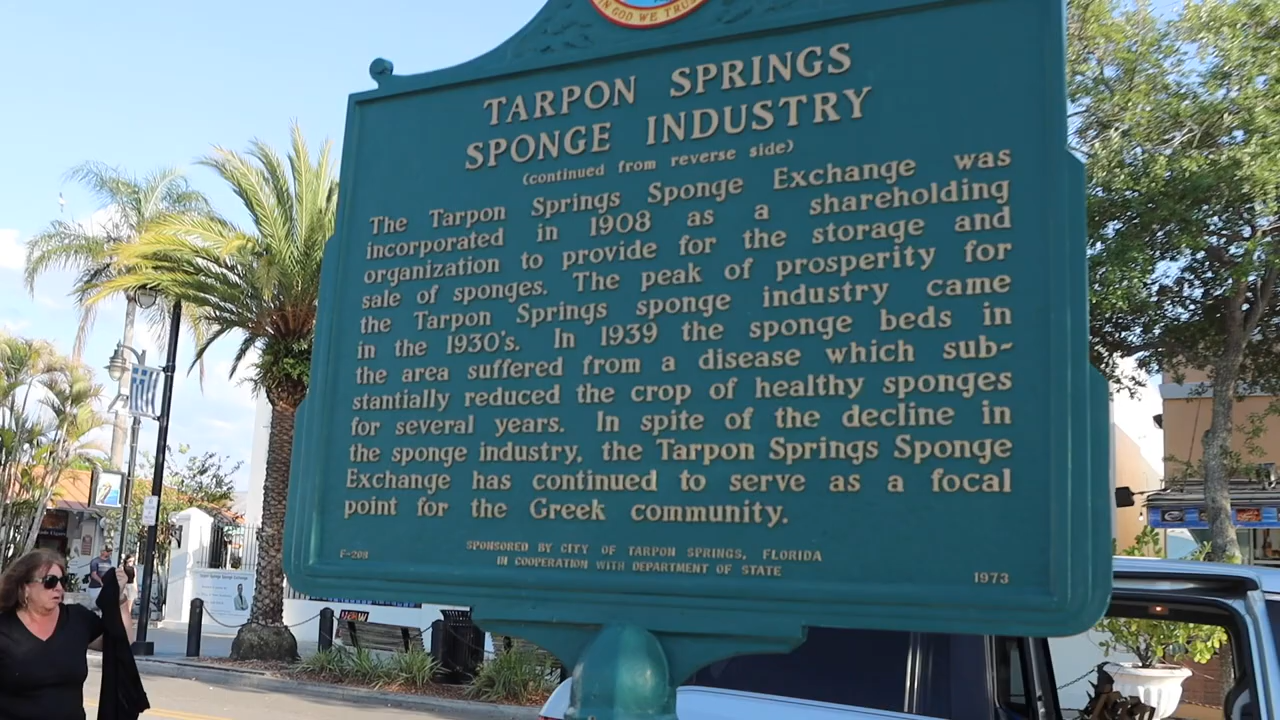 IN GOD WE TRUST
TARPON SPRINGS
SPONGE INDUSTRY
(continued from reverse side)
The Tarpon Springs Sponge Exchange was
incorporated in 1908 as a shareholding
organization to provide for the storage and
sale of sponges. The peak of prosperity for
the Tarpon Springs sponge industry came
in the 1930's. In 1939 the sponge beds in
the area suffered from a disease which sub-
stantially reduced the crop of healthy sponges
for several years. In spite of the decline in
the sponge industry, the Tarpon Springs Sponge
Exchange has continued to serve as a focal
point for the Greek community.
F-208
SPONSORED BY CITY OF TARPON SPRINGS, FLORIDA
IN COOPERATION WITH DEPARTMENT OF STATE
1973